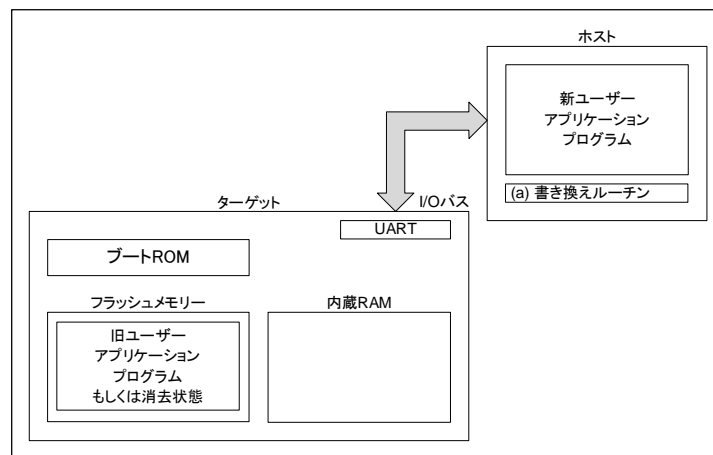 ホスト
新ユーザー
アプリケーション
プログラム
(a) 書き換えルーチン
ターゲット
I/Oバス
UART
ブートROM
フラッシュメモリー
内蔵RAM
旧ユーザー
アプリケーション
プログラム
もしくは消去状態